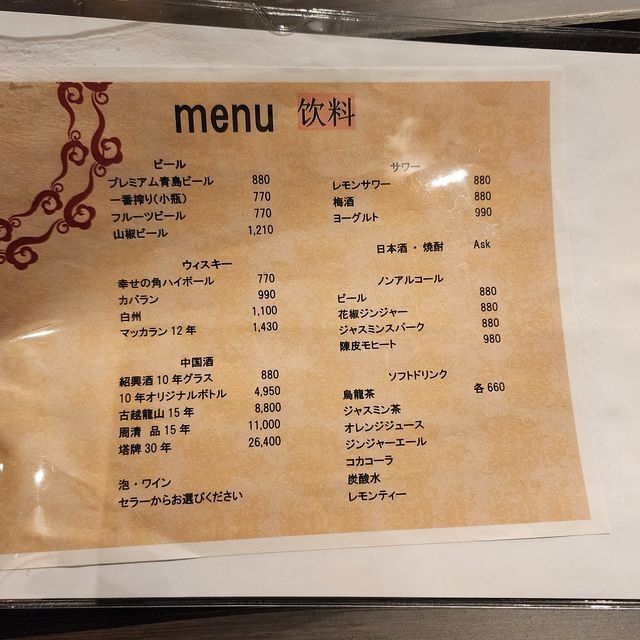 menu 饮料
ビール
プレミアム青島ビール 880
一番搾り(小瓶) 770
フルーツビール 770
山椒ビール 1,210
ウィスキー
幸せの角ハイボール 770
カバラン 990
白州 1,100
マッカラン 12 年 1,430
中国酒
紹興酒 10 年グラス 880
10 年オリジナルボトル 4,950
古越龍山 15 年 8,800
周清 品 15 年 11,000
塔牌 30 年 26,400
泡・ワイン
セラーからお選びください
サワー
レモンサワー 880
梅酒 880
ヨーグルト 990
日本酒 ・ 焼酎 Ask
ノンアルコール
ビール 880
花椒ジンジャー 880
ジャスミンスパーク 880
陳皮モヒート 980
ソフトドリンク
烏龍茶 各 660
ジャスミン茶
オレンジジュース
ジンジャーエール
コカコーラ
炭酸水
レモンティー